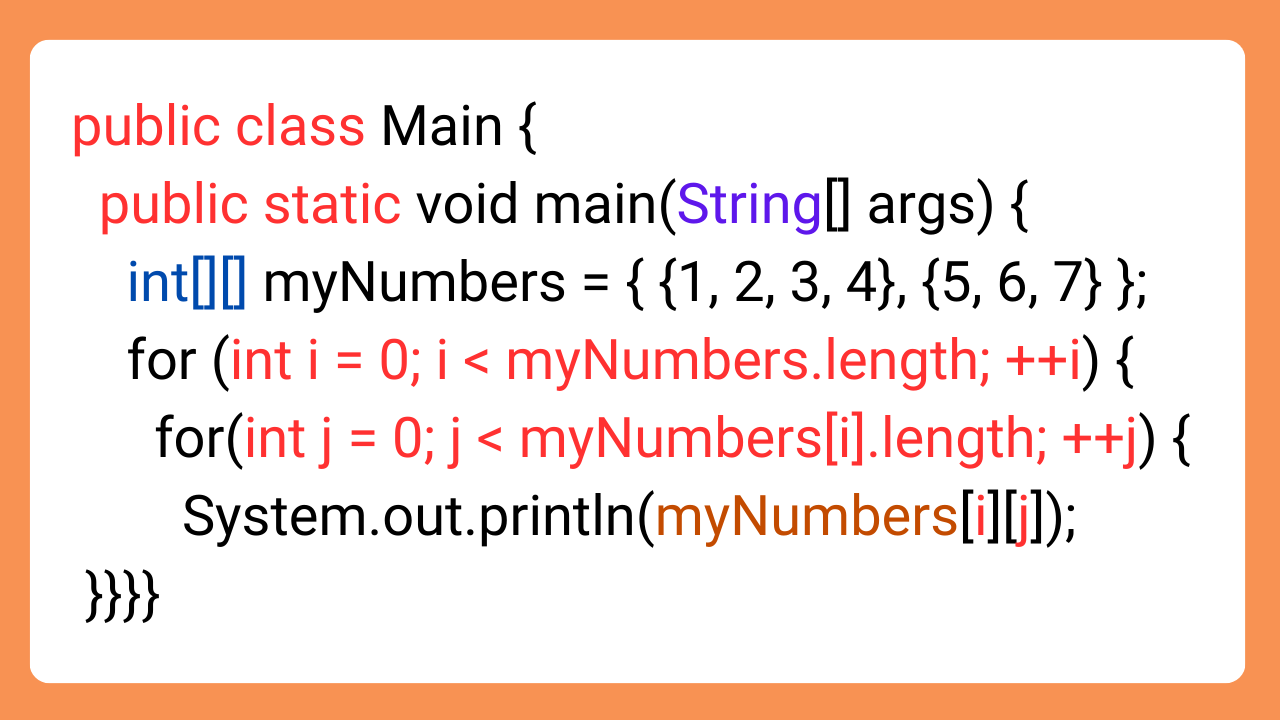 public class Main {
public static void main(String[] args) {
int[][] myNumbers = { {1, 2, 3, 4}, {5, 6, 7} };
for (int i = 0; i < myNumbers.length; ++i) {
for(int j = 0; j < myNumbers[i].length; ++j) {
System.out.println(myNumbers[i][j]);
}}}}